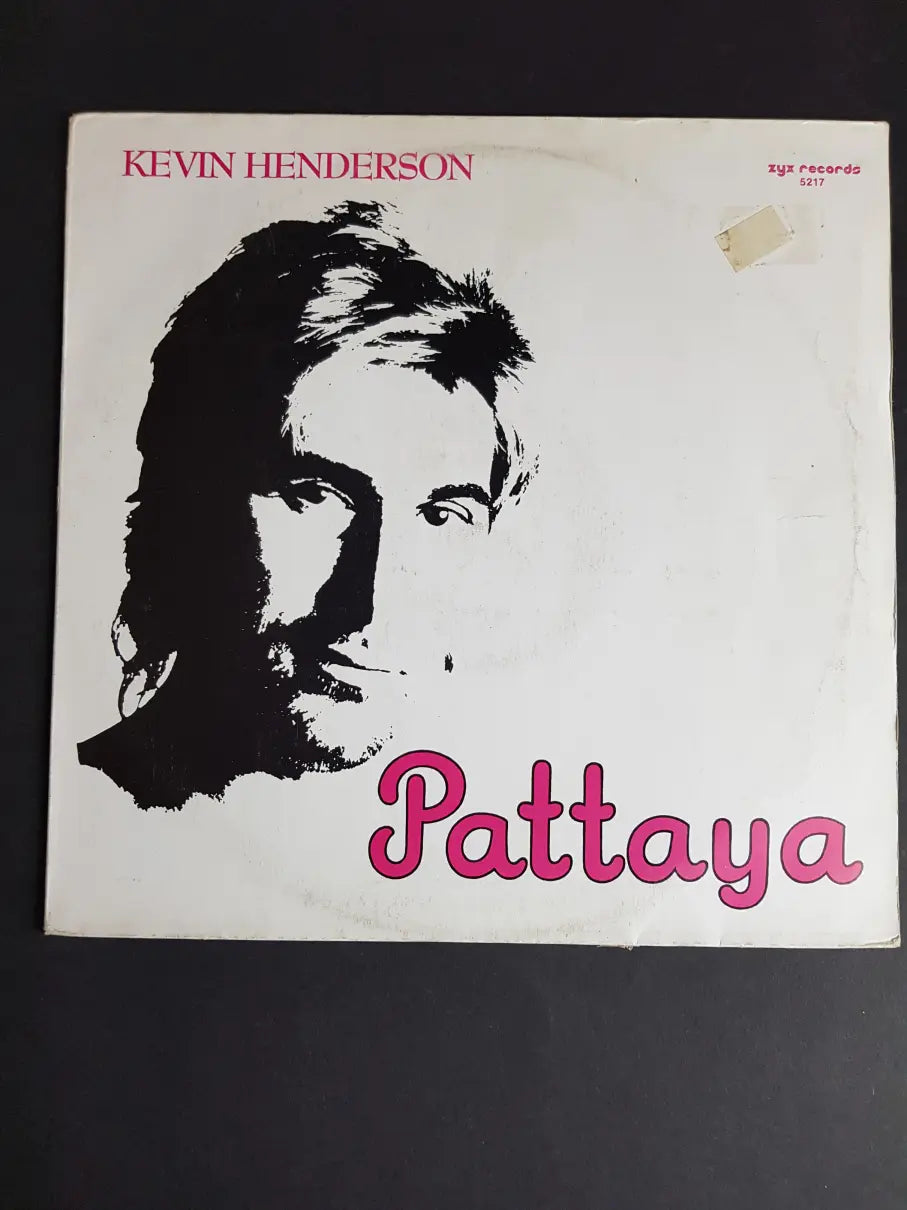 KEVIN HENDERSON
zyx records
5217
Pattaya